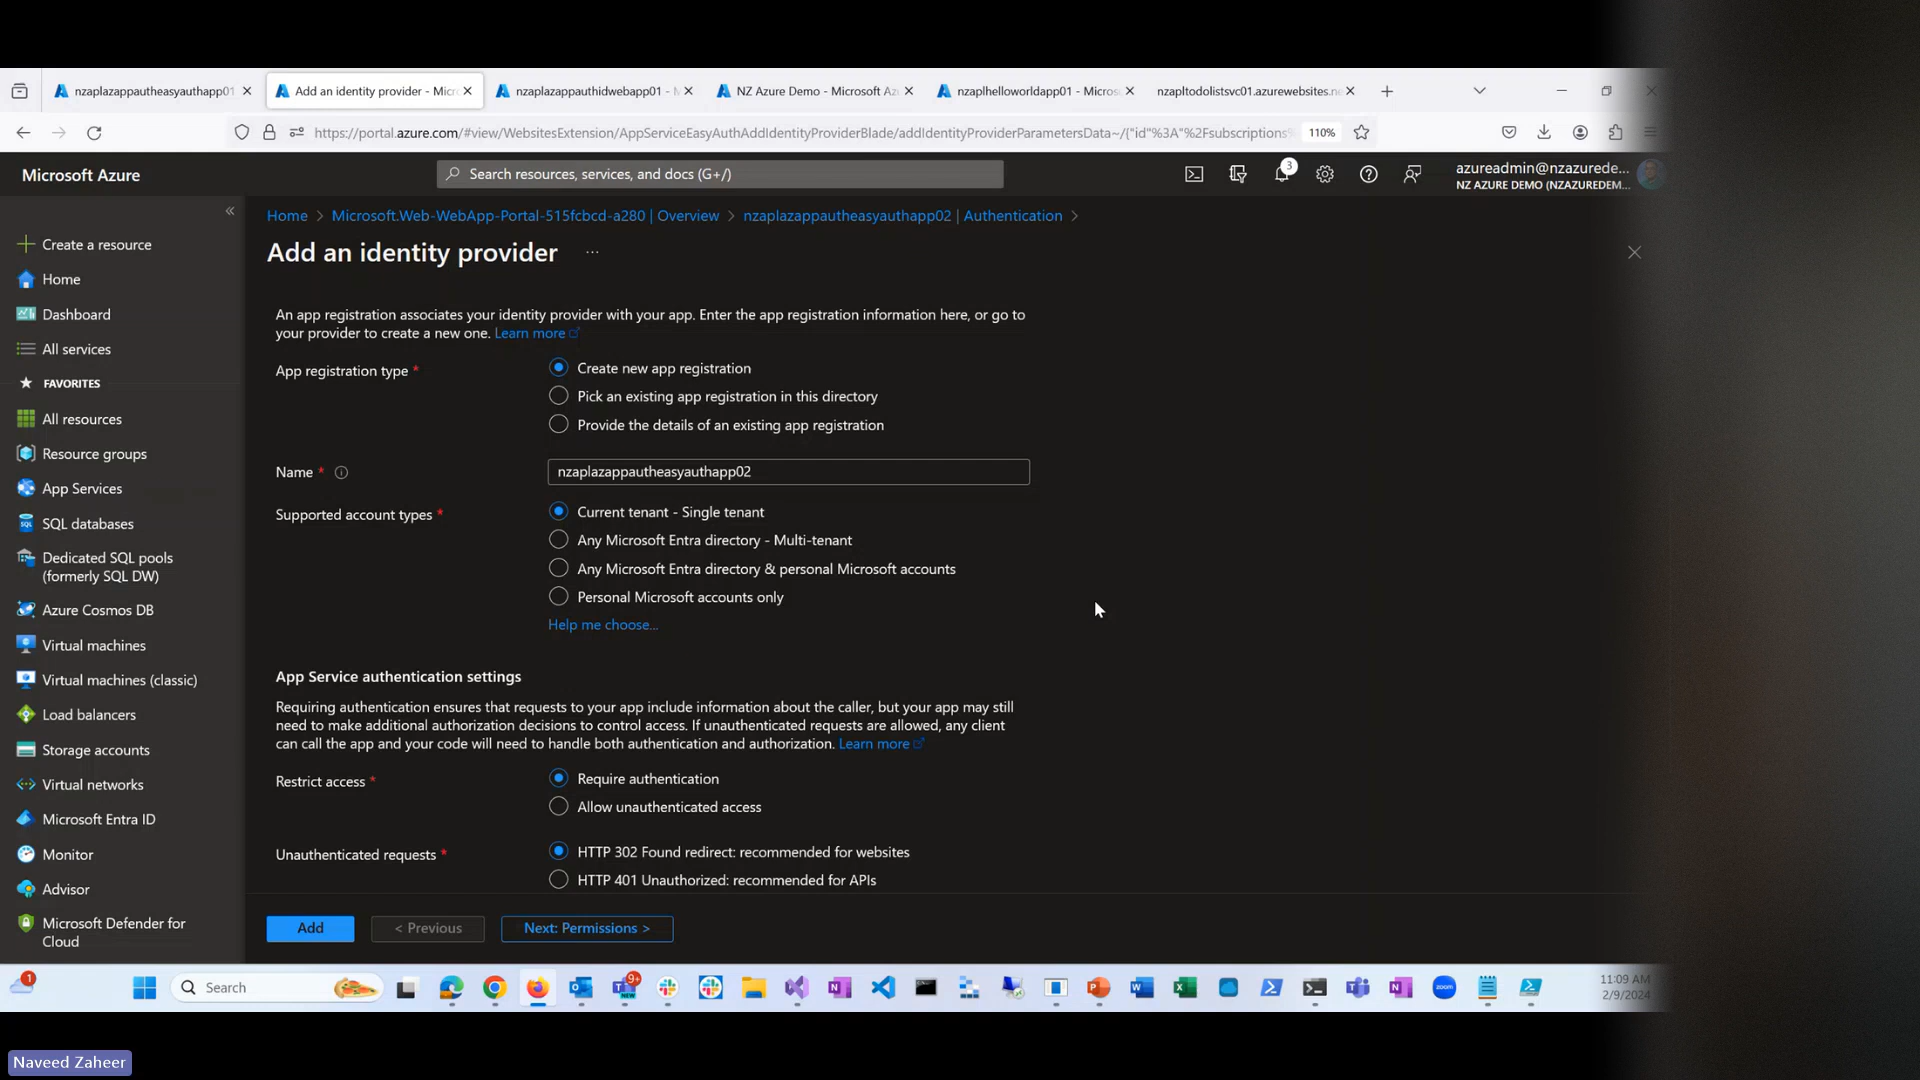 nzaplazappautheasyauthapp01
Add an identity provider - Micr
nzaplazappauthidwebapp01 - M
NZ Azure Demo - Microsoft Az
nzaplhelloworldapp01 - Micros
nzapltodolistsvc01.azurewebsites.ne
https://portal.azure.com/#view/WebsitesExtension/AppServiceEasyAuthAddIdentityProviderBlade/addIdentityProviderParametersData~/{"id"%3A"%2Fsubscriptions%
110%
Microsoft Azure
Search resources, services, and docs (G+/)
3
azureadmin@nzazurede...
NZ AZURE DEMO (NZAZUREDEM...
Home > Microsoft.Web-WebApp-Portal-515fcbcd-a280 | Overview > nzaplazappautheasyauthapp02 | Authentication >
Add an identity provider ...
Create a resource
Home
Dashboard
All services
FAVORITES
All resources
Resource groups
App Services
SQL databases
Dedicated SQL pools
(formerly SQL DW)
Azure Cosmos DB
Virtual machines
Virtual machines (classic)
Load balancers
Storage accounts
Virtual networks
Microsoft Entra ID
Monitor
Advisor
Microsoft Defender for
Cloud
An app registration associates your identity provider with your app. Enter the app registration information here, or go to
your provider to create a new one. Learn more
App registration type *
Create new app registration
Pick an existing app registration in this directory
Provide the details of an existing app registration
Name *
nzaplazappautheasyauthapp02
Supported account types *
Current tenant - Single tenant
Any Microsoft Entra directory - Multi-tenant
Any Microsoft Entra directory & personal Microsoft accounts
Personal Microsoft accounts only
Help me choose...
App Service authentication settings
Requiring authentication ensures that requests to your app include information about the caller, but your app may still
need to make additional authorization decisions to control access. If unauthenticated requests are allowed, any client
can call the app and your code will need to handle both authentication and authorization. Learn more
Restrict access *
Require authentication
Allow unauthenticated access
Unauthenticated requests *
HTTP 302 Found redirect: recommended for websites
HTTP 401 Unauthorized: recommended for APIs
Add
< Previous
Next: Permissions >
1
Search
9+
NEW
zoom
11:09 AM
2/9/2024
Naveed Zaheer